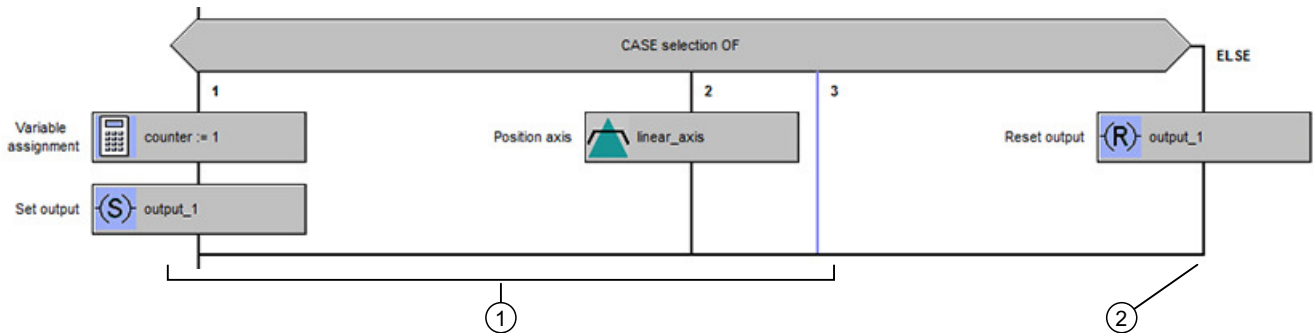 CASE selection OF
ELSE
1
2
3
Variable
assignment
counter := 1
Position axis
linear_axis
Reset output
(R)
output_1
Set output
(S)
output_1
1
2